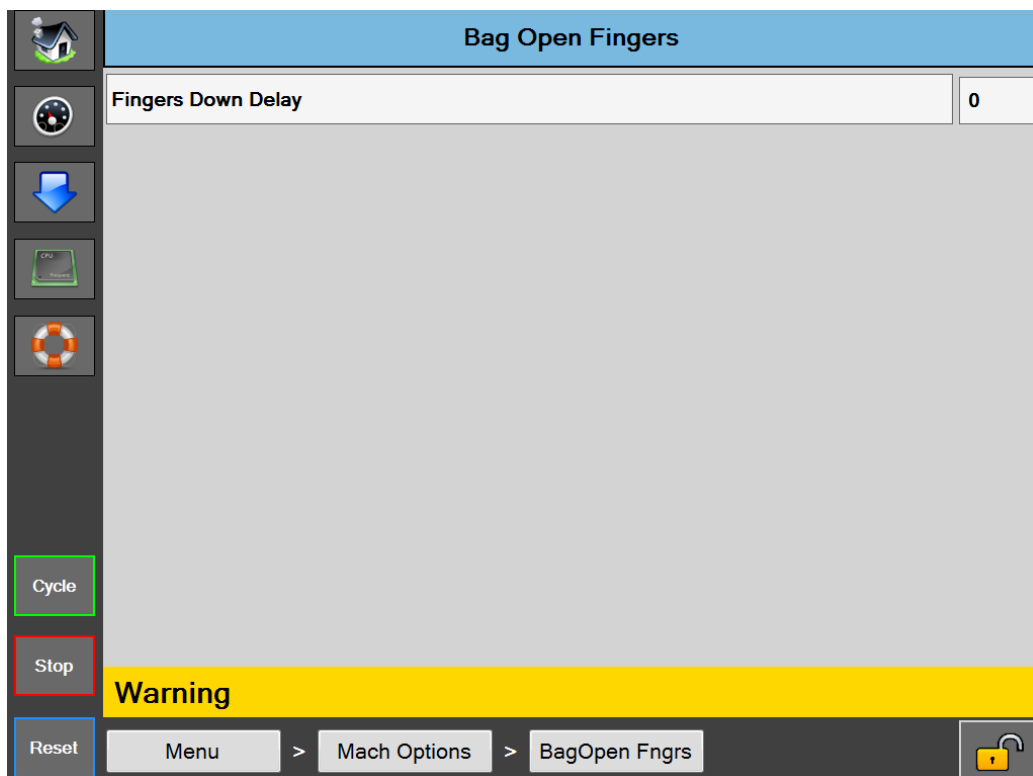 Bag Open Fingers
Fingers Down Delay 0
CPU
Cycle
Stop
Warning
Reset Menu > Mach Options > BagOpen Fngrs